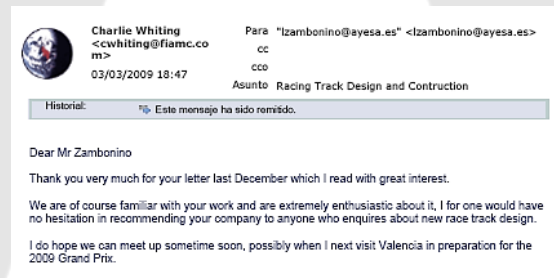 Charlie Whiting
<cwhiting@fiamc.co
m>
03/03/2009 18:47
Para "lzambonino@ayesa.es" <lzambonino@ayesa.es>
cc
cco
Asunto Racing Track Design and Contruction
Historial: Este mensaje ha sido remitido.
Dear Mr Zambonino
Thank you very much for your letter last December which I read with great interest.
We are of course familiar with your work and are extremely enthusiastic about it, I for one would have
no hesitation in recommending your company to anyone who enquires about new race track design.
I do hope we can meet up sometime soon, possibly when I next visit Valencia in preparation for the
2009 Grand Prix.